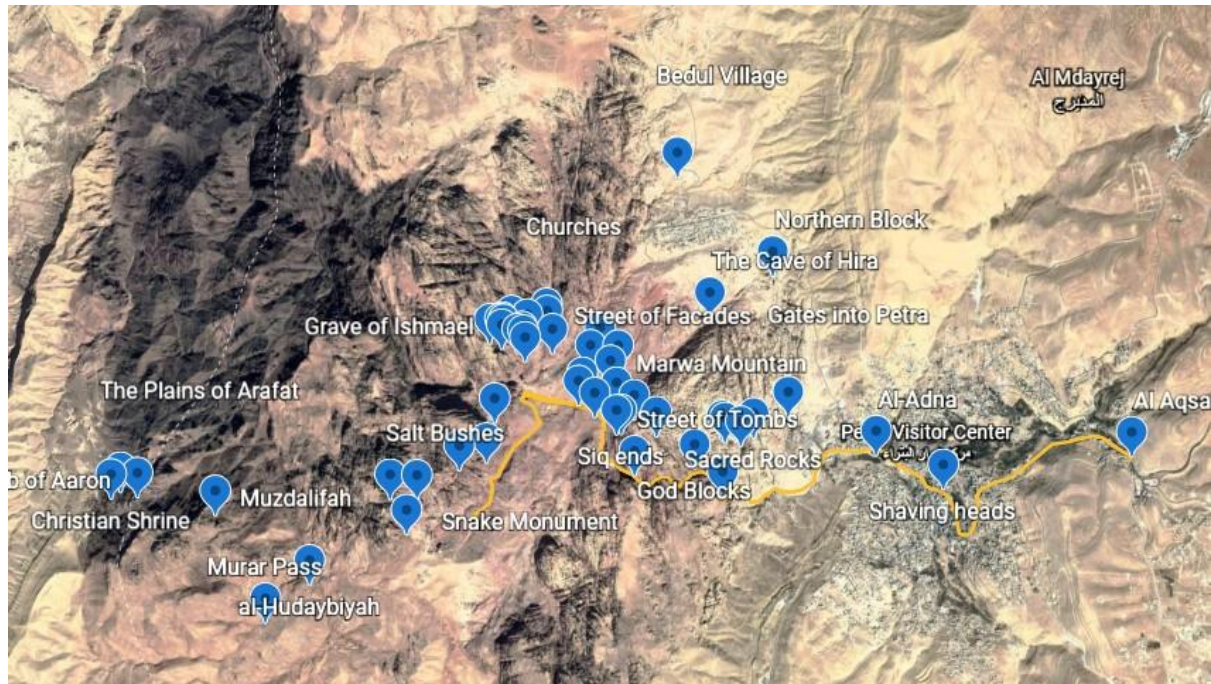 Bedul Village
Al Mdayrej
المديرج
Northern Block
Churches
The Cave of Hira
Grave of Ishmael
Street of Facades
Gates into Petra
Marwa Mountain
The Plains of Arafat
Al-Adna
Al Aqsa
Salt Bushes
Street of Tombs
Visitor Center
Siq ends
Sacred Rocks
of Aaron
Muzdalifah
God Blocks
Christian Shrine
Snake Monument
Shaving heads
Murar Pass
al-Hudaybiyah